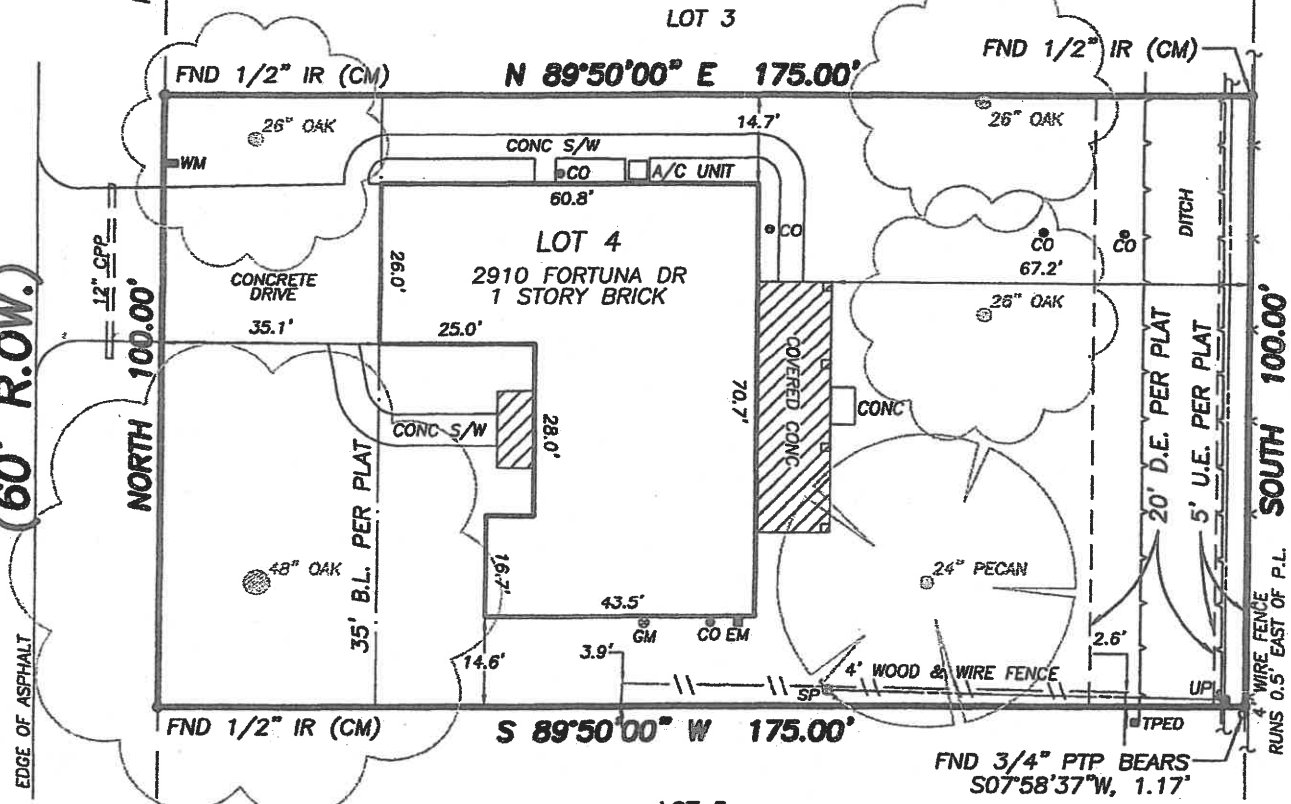 LOT 3
FND 1/2" IR (CM)
N 89°50'00" E 175.00'
FND 1/2" IR (CM)
26" OAK
26" OAK
14.7'
CONC S/W
WM
CO
A/C UNIT
60.8'
LOT 4
2910 FORTUNA DR
1 STORY BRICK
CO
CO
CO
DITCH
67.2'
12" CPP
CONCRETE
DRIVE
26.0'
26" OAK
35.1'
25.0'
(60' R.O.W.)
NORTH 100.00'
COVERED CONC
CONC
70.7'
28.0'
CONC S/W
35' B.L. PER PLAT
20' D.E. PER PLAT
5' U.E. PER PLAT
SOUTH 100.00'
48" OAK
16.7'
24" PECAN
43.5'
GM
CO
EM
14.6'
3.9'
2.6'
4' WOOD & WIRE FENCE
SP
UP
4' WIRE FENCE
RUNS 0.5' EAST OF P.L.
EDGE OF ASPHALT
FND 1/2" IR (CM)
S 89°50'00" W 175.00'
TPED
FND 3/4" PTP BEARS
S07°58'37"W, 1.17'